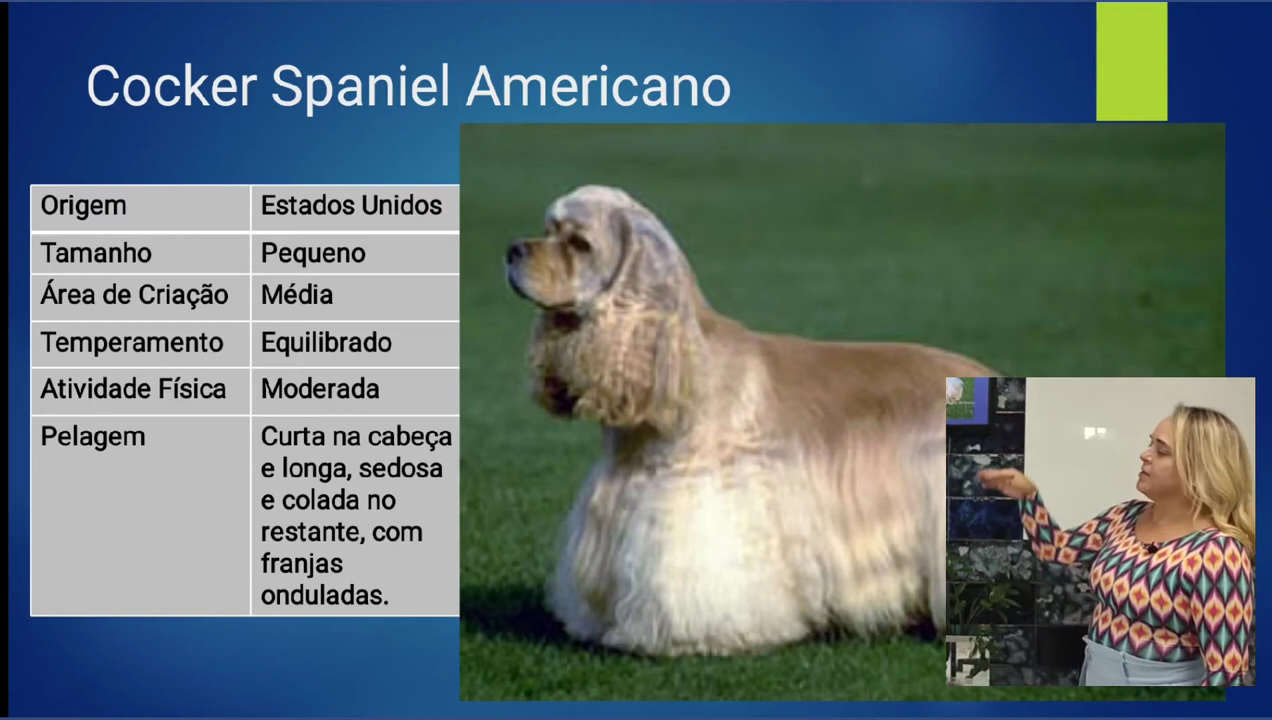 Cocker Spaniel Americano
Origem Estados Unidos
Tamanho Pequeno
Área de Criação Média
Temperamento Equilibrado
Atividade Física Moderada
Pelagem Curta na cabeça
e longa, sedosa
e colada no
restante, com
franjas
onduladas.